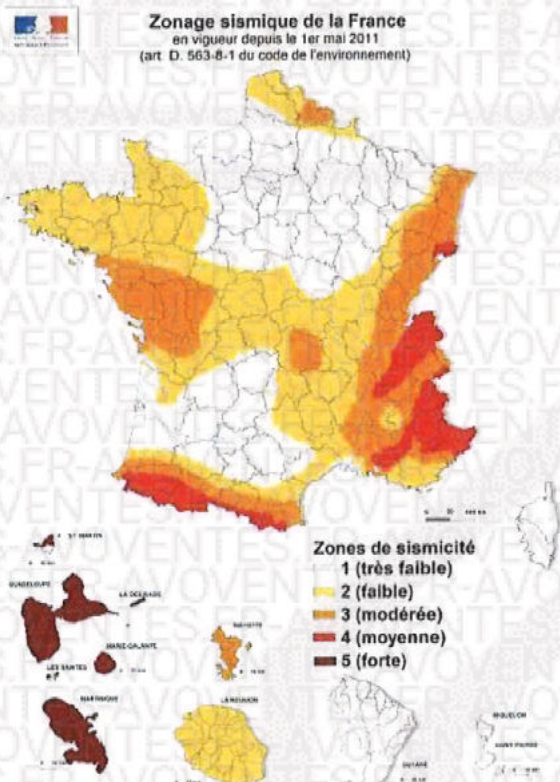 Zonage sismique de la France
en vigueur depuis le 1er mai 2011
(art. D. 563-8-1 du code de l'environnement)
Zones de sismicité
1 (très faible)
2 (faible)
3 (modérée)
4 (moyenne)
5 (forte)
ST MARTIN
GUADELOUPE
LA DESIRADE
MARIE-GALANTE
LES SAINTES
MAYOTTE
MARTINIQUE
LA REUNION
GUYANE
MIQUELON
SAINT PIERRE